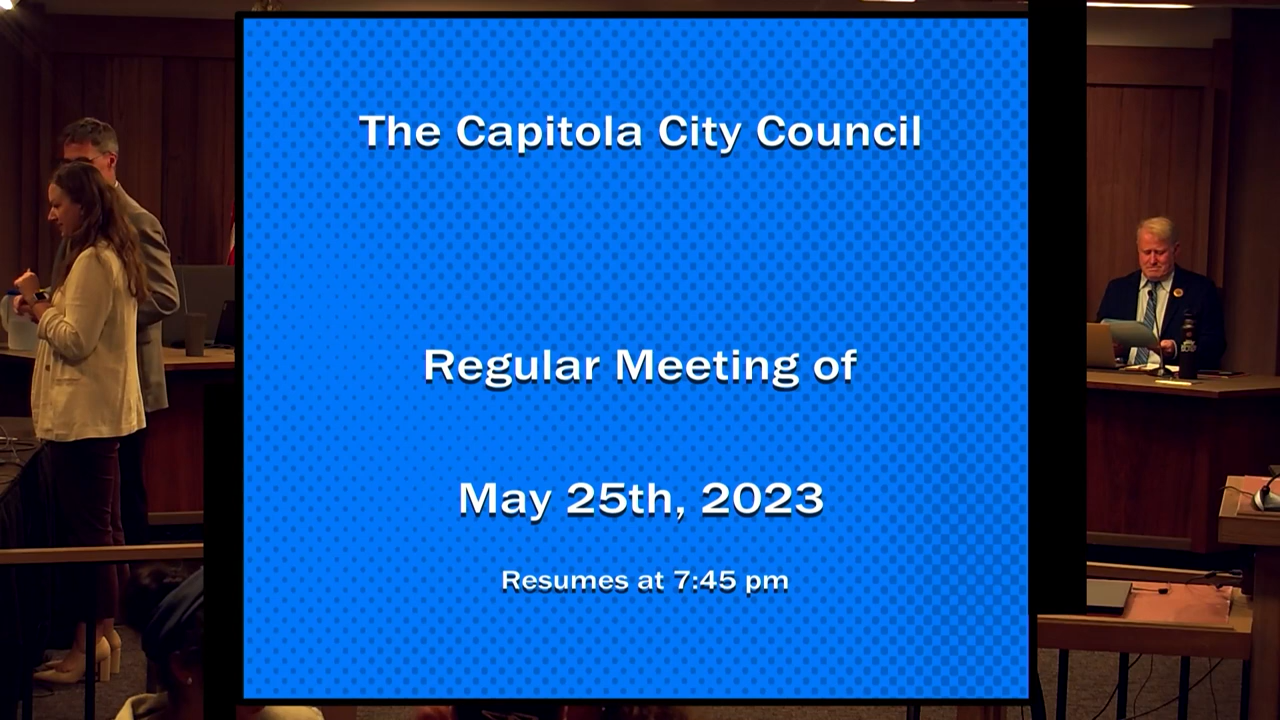 The Capitola City Council
Regular Meeting of
May 25th, 2023
Resumes at 7:45 pm